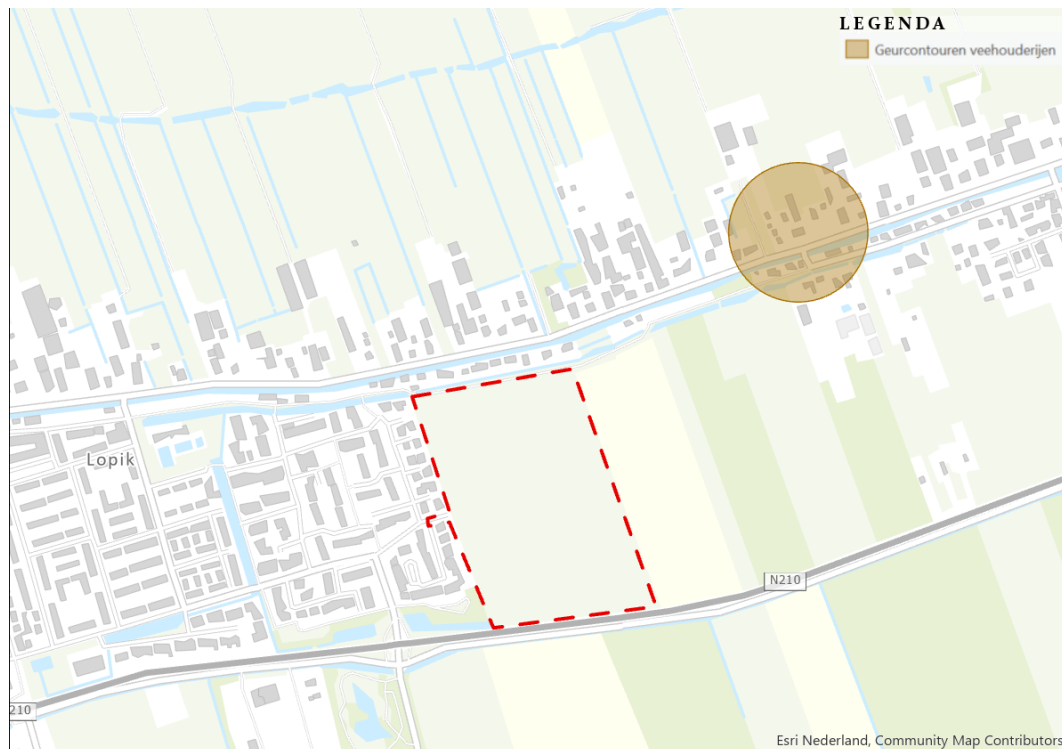 LEGENDA
Geurcontouren veehouderijen
Lopik
N210
210
Esri Nederland, Community Map Contributors